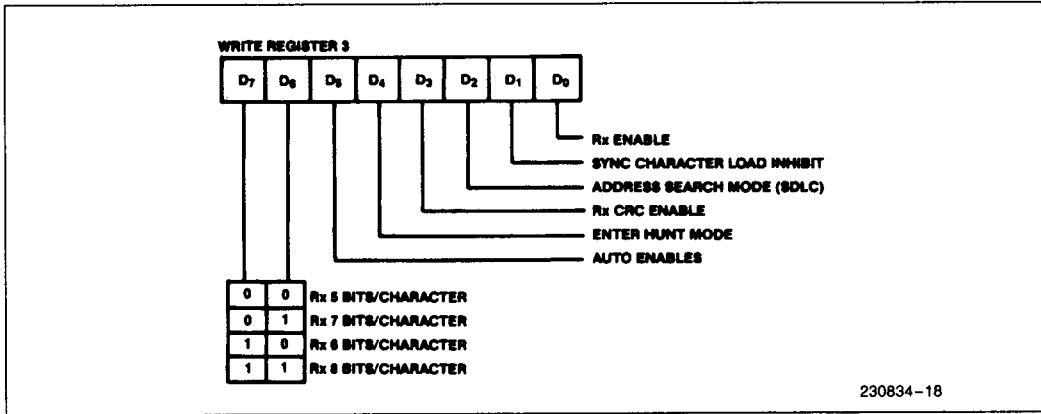 WRITE REGISTER 3
D7 D6 D5 D4 D3 D2 D1 D0
Rx ENABLE
SYNC CHARACTER LOAD INHIBIT
ADDRESS SEARCH MODE (SDLC)
Rx CRC ENABLE
ENTER HUNT MODE
AUTO ENABLES
0 0 Rx 5 BITS/CHARACTER
0 1 Rx 7 BITS/CHARACTER
1 0 Rx 6 BITS/CHARACTER
1 1 Rx 8 BITS/CHARACTER
230834-18